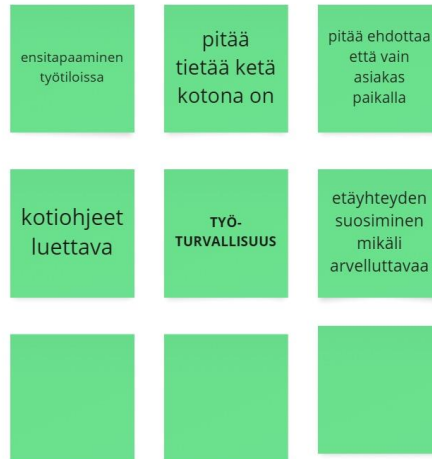 ensitapaaminen
työtiloissa
pitää
tietää ketä
kotona on
pitää ehdottaa
että vain
asiakas
paikalla
kotiohjeet
luettava
TYÖ-
TURVALLISUUS
etäyhteyden
suosiminen
mikäli
arvelluttavaa